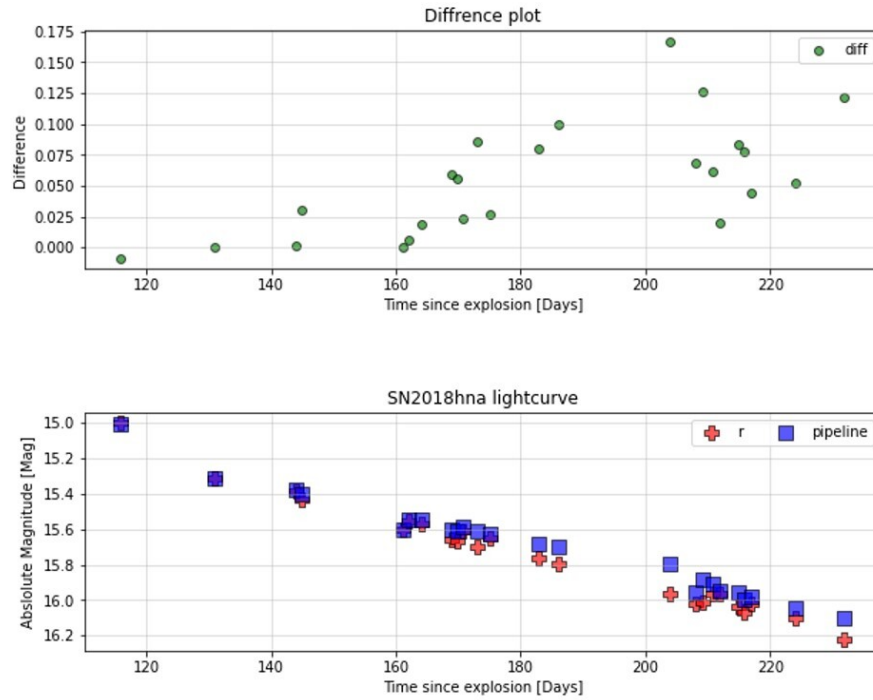 Diffrence plot
0.175
0.150
0.125
0.100
0.075
0.050
0.025
0.000
Difference
diff
120 140 160 180 200 220
Time since explosion [Days]
SN2018hna lightcurve
15.0
15.2
15.4
15.6
15.8
16.0
16.2
Abslolute Magnitude [Mag]
r pipeline
120 140 160 180 200 220
Time since explosion [Days]